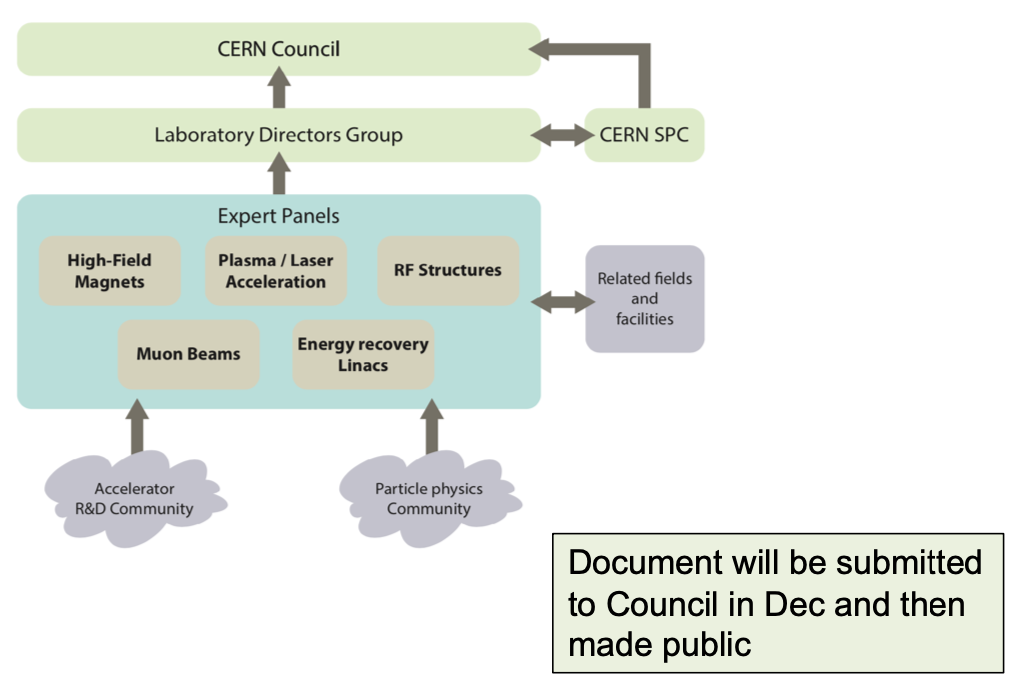 CERN Council
Laboratory Directors Group
CERN SPC
Expert Panels
High-Field
Magnets
Plasma / Laser
Acceleration
RF Structures
Muon Beams
Energy recovery
Linacs
Related fields
and
facilities
Accelerator
R&D Community
Particle physics
Community
Document will be submitted
to Council in Dec and then
made public